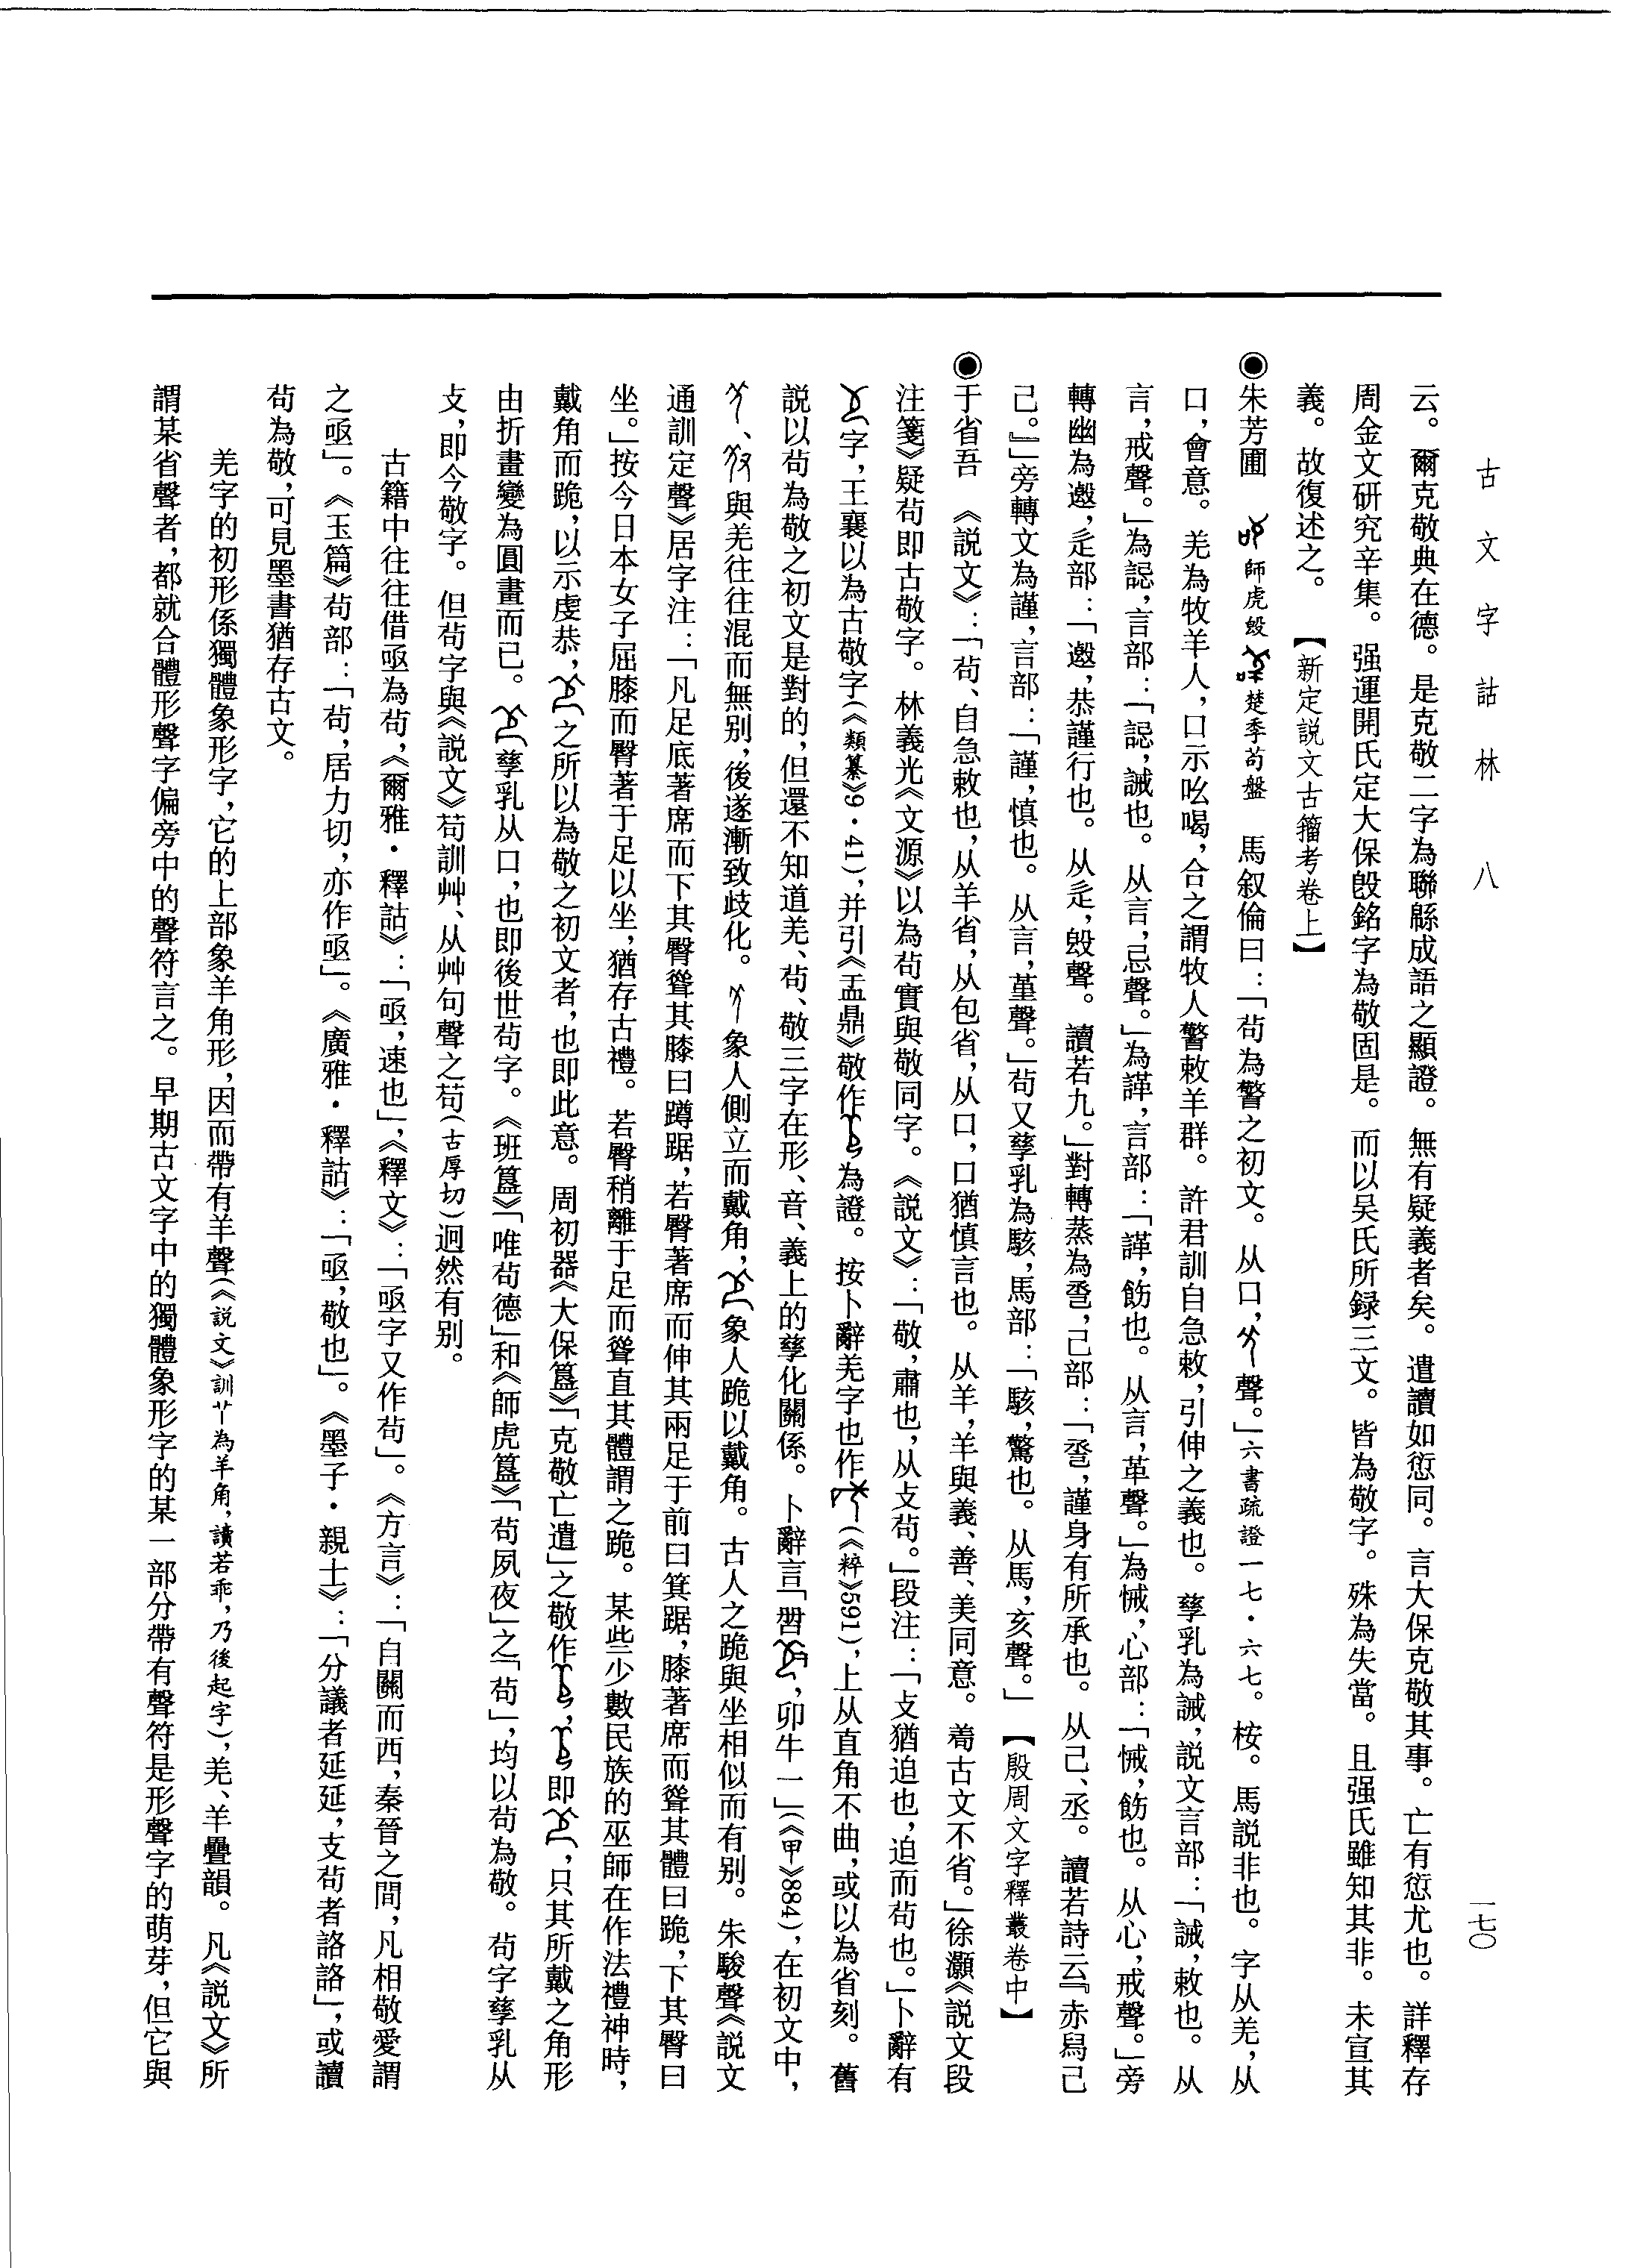 古文字詁林　八
一七〇
云。爾克敬典在德。是克敬二字為聯緜成語之顯證。無有疑義者矣。遣讀如愆同。言大保克敬其事。亡有愆尤也。詳釋存
周金文研究辛集。强運開氏定大保𣪘銘字為敬固是。而以吴氏所録三文。皆為敬字。殊為失當。且强氏雖知其非。未宣其
義。故復述之。【新定説文古籀考卷上】
◉朱芳圃　師虎𣪘　楚季苟盤　馬叙倫曰：「苟為警之初文。从口，聲。」六書疏證一七・六七。桉。馬説非也。字从羌，从
口，會意。羌為牧羊人，口示吆喝，合之謂牧人警敕羊群。許君訓自急敕，引伸之義也。孳乳為誡，説文言部：「誡，敕也。从
言，戒聲。」為誋，言部：「誋，誡也。从言，忌聲。」為諽，言部：「諽，飭也。从言，革聲。」為悈，心部：「悈，飭也。从心，戒聲。」旁
轉幽為𨘌，辵部：「𨘌，恭謹行也。从辵，𣪘聲。讀若九。」對轉蒸為𢀿，己部：「𢀿，謹身有所承也。从己、丞。讀若詩云『赤舄己
己。』」旁轉文為謹，言部：「謹，慎也。从言，堇聲。」苟又孳乳為駭，馬部：「駭，驚也。从馬，亥聲。」【殷周文字釋叢卷中】
◉于省吾　《説文》：「苟、自急敕也，从羊省，从包省，从口，口猶慎言也。从羊，羊與義、善、美同意。𦱔古文不省。」徐灝《説文段
注箋》疑苟即古敬字。林義光《文源》以為苟實與敬同字。《説文》：「敬，肅也，从攴苟。」段注：「攴猶迫也，迫而苟也。」卜辭有
字，王襄以為古敬字（《類纂》9・41），并引《盂鼎》敬作為證。按卜辭羌字也作（《粹》591），上从直角不曲，或以為省刻。舊
説以苟為敬之初文是對的，但還不知道羌、苟、敬三字在形、音、義上的孳化關係。卜辭言「，卯牛一」（《甲》884），在初文中，
、與羌往往混而無别，後遂漸致歧化。象人側立而戴角，象人跪以戴角。古人之跪與坐相似而有别。朱駿聲《説文
通訓定聲》居字注：「凡足底著席而下其臀聳其膝曰蹲踞，若臀著席而伸其兩足于前曰箕踞，膝著席而聳其體曰跪，下其臀曰
坐。」按今日本女子屈膝而臀著于足以坐，猶存古禮。若臀稍離于足而聳直其體謂之跪。某些少數民族的巫師在作法禮神時，
戴角而跪，以示虔恭，之所以為敬之初文者，也即此意。周初器《大保簋》「克敬亡遣」之敬作，即，只其所戴之角形
由折畫變為圓畫而已。孳乳从口，也即後世苟字。《班簋》「唯苟德」和《師虎簋》「苟夙夜」之「苟」，均以苟為敬。苟字孳乳从
攴，即今敬字。但苟字與《説文》苟訓艸、从艸句聲之苟（古厚切）迥然有别。
古籍中往往借亟為苟，《爾雅・釋詁》：「亟，速也」，《釋文》：「亟字又作苟」。《方言》：「自關而西，秦晉之間，凡相敬愛謂
之亟」。《玉篇》苟部：「苟，居力切，亦作亟」。《廣雅・釋詁》：「亟，敬也」。《墨子・親士》：「分議者延延，支苟者詻詻」，或讀
苟為敬，可見墨書猶存古文。
羌字的初形係獨體象形字，它的上部象羊角形，因而帶有羊聲（《説文》訓𦫳為羊角，讀若乖，乃後起字），羌、羊疊韻。凡《説文》所
謂某省聲者，都就合體形聲字偏旁中的聲符言之。早期古文字中的獨體象形字的某一部分帶有聲符是形聲字的萌芽，但它與